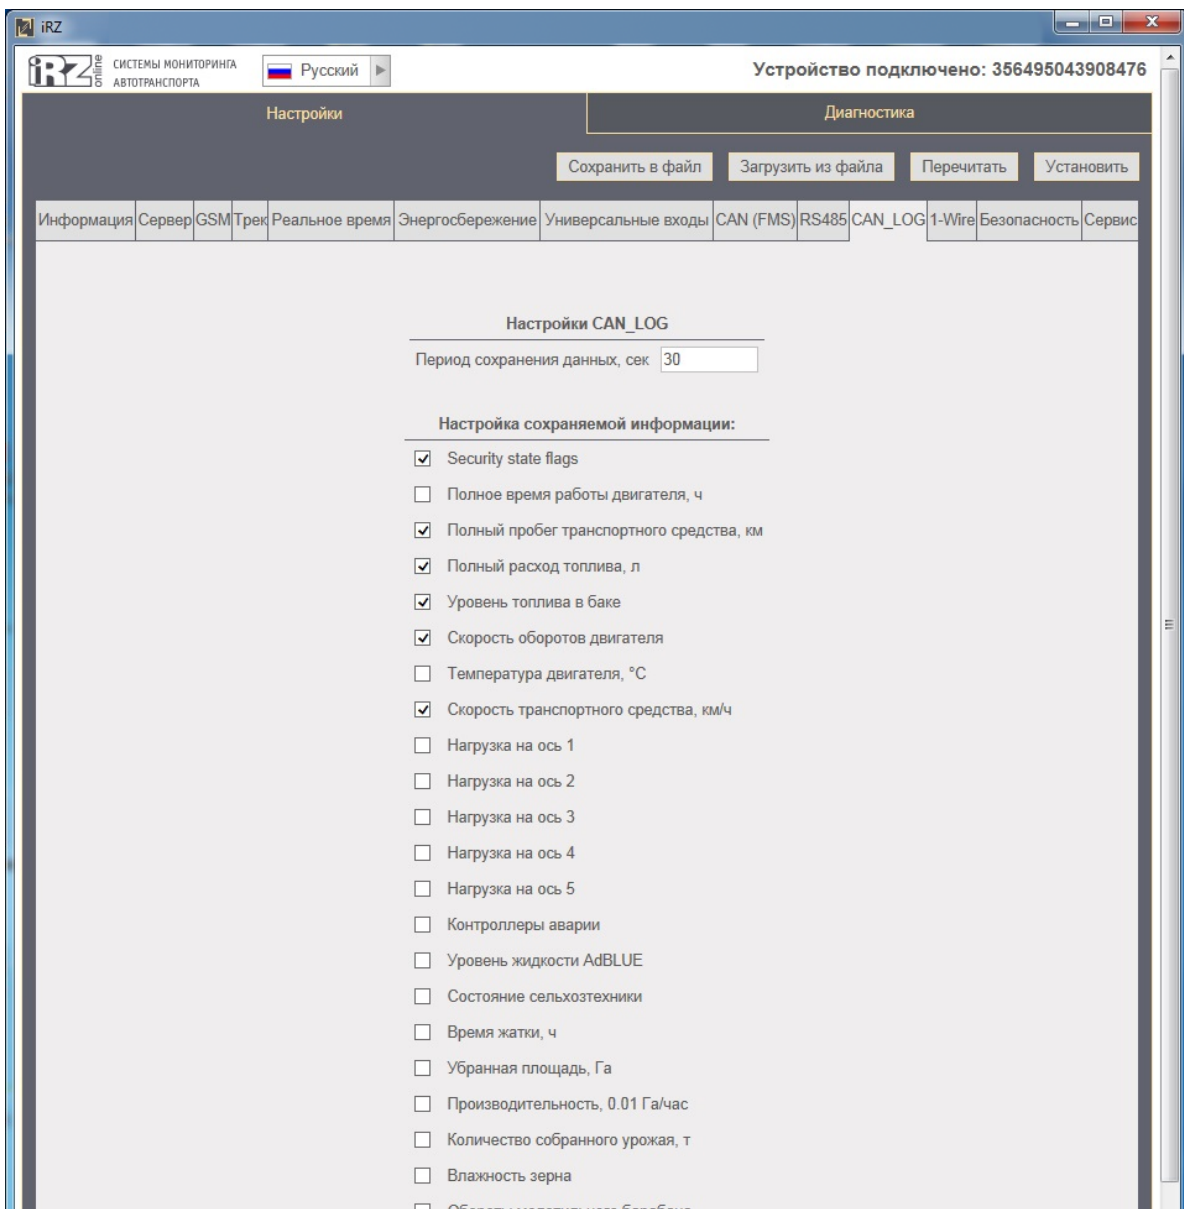 iRZ
iRZ online СИСТЕМЫ МОНИТОРИНГА АВТОТРАНСПОРТА
Русский
Устройство подключено: 356495043908476
Настройки Диагностика
Сохранить в файл Загрузить из файла Перечитать Установить
Информация Сервер GSM Трек Реальное время Энергосбережение Универсальные входы CAN (FMS) RS485 CAN_LOG 1-Wire Безопасность Сервис
Настройки CAN_LOG
Период сохранения данных, сек 30
Настройка сохраняемой информации:
Security state flags
Полное время работы двигателя, ч
Полный пробег транспортного средства, км
Полный расход топлива, л
Уровень топлива в баке
Скорость оборотов двигателя
Температура двигателя, °C
Скорость транспортного средства, км/ч
Нагрузка на ось 1
Нагрузка на ось 2
Нагрузка на ось 3
Нагрузка на ось 4
Нагрузка на ось 5
Контроллеры аварии
Уровень жидкости AdBLUE
Состояние сельхозтехники
Время жатки, ч
Убранная площадь, Га
Производительность, 0.01 Га/час
Количество собранного урожая, т
Влажность зерна